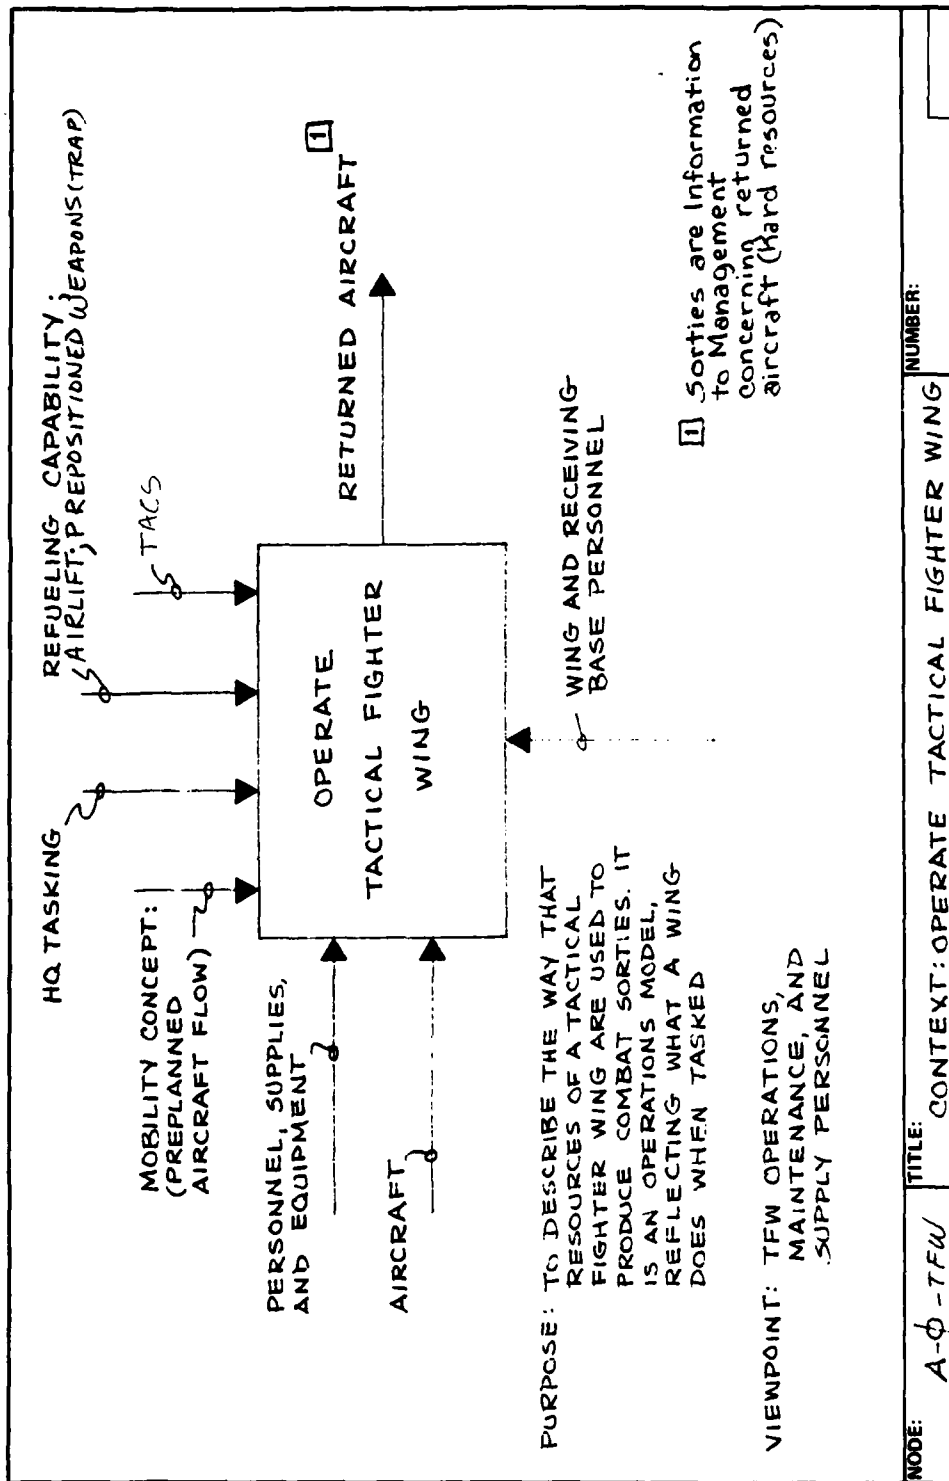 HQ TASKING
REFUELING CAPABILITY;
AIRLIFT; PREPOSITIONED WEAPONS (TRAP)
MOBILITY CONCEPT:
(PREPLANNED
AIRCRAFT FLOW)
TACS
PERSONNEL, SUPPLIES,
AND EQUIPMENT
AIRCRAFT
OPERATE
TACTICAL FIGHTER
WING
RETURNED AIRCRAFT
1
WING AND RECEIVING
BASE PERSONNEL
PURPOSE: TO DESCRIBE THE WAY THAT
RESOURCES OF A TACTICAL
FIGHTER WING ARE USED TO
PRODUCE COMBAT SORTIES. IT
IS AN OPERATIONS MODEL,
REFLECTING WHAT A WING
DOES WHEN TASKED
VIEWPOINT: TFW OPERATIONS,
MAINTENANCE, AND
SUPPLY PERSONNEL
1 Sorties are Information
to Management
concerning returned
aircraft (hard resources)
NODE: A-Ø-TFW
TITLE: CONTEXT: OPERATE TACTICAL FIGHTER WING
NUMBER: